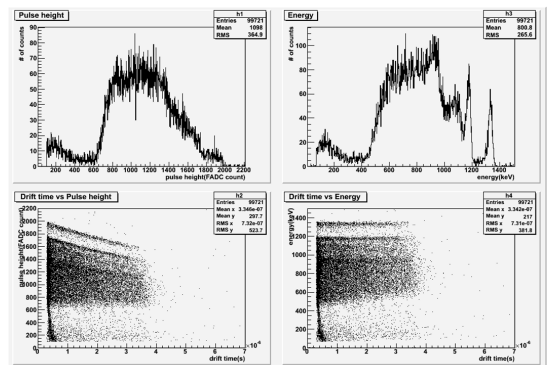 Pulse height
h1
Entries 99721
Mean 1098
RMS 364.9
# of counts
90
80
70
60
50
40
30
20
10
0
200 400 600 800 1000 1200 1400 1600 1800 2000 2200
pulse height(FADC count)
Energy
h3
Entries 99721
Mean 800.8
RMS 265.6
# of counts
100
80
60
40
20
0
200 400 600 800 1000 1200 1400
energy(keV)
Drift time vs Pulse height
h2
Entries 99721
Mean x 3.346e-07
Mean y 297.7
RMS x 7.32e-07
RMS y 523.7
pulse height(FADC count)
2200
2000
1800
1600
1400
1200
1000
800
600
400
200
0
0 1 2 3 4 5 6 7
×10-6
drift time(s)
Drift time vs Energy
h4
Entries 99721
Mean x 3.342e-07
Mean y 217
RMS x 7.31e-07
RMS y 381.8
energy(keV)
1400
1200
1000
800
600
400
200
0
0 1 2 3 4 5 6 7
×10-6
drift time(s)